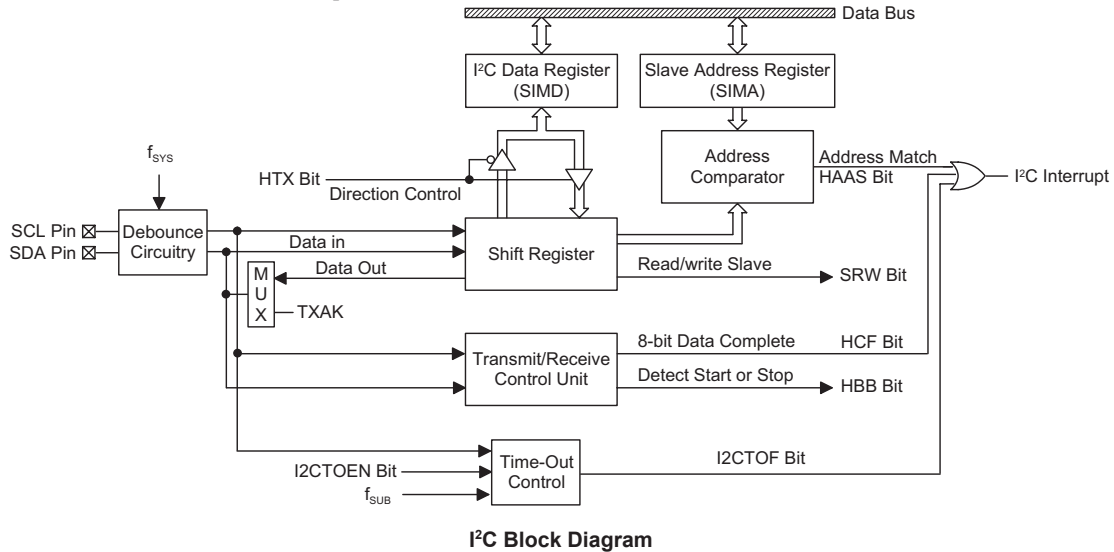 Data Bus
I²C Data Register
(SIMD)
Slave Address Register
(SIMA)
fSYS
HTX Bit
Direction Control
Address
Comparator
Address Match
HAAS Bit
I²C Interrupt
SCL Pin
SDA Pin
Debounce
Circuitry
Data in
Shift Register
Data Out
M
U
X
TXAK
Read/write Slave
SRW Bit
Transmit/Receive
Control Unit
8-bit Data Complete
HCF Bit
Detect Start or Stop
HBB Bit
I2CTOEN Bit
fSUB
Time-Out
Control
I2CTOF Bit
I²C Block Diagram